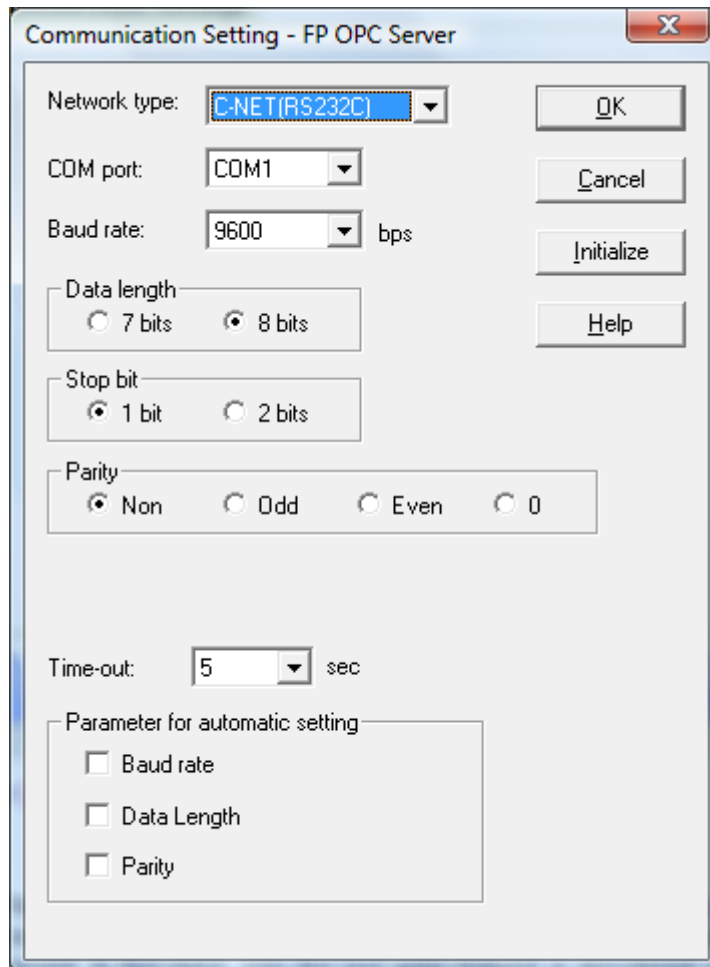 Communication Setting - FP OPC Server
Network type: C-NET(RS232C) OK
COM port: COM1 Cancel
Baud rate: 9600 bps Initialize
Data length
7 bits 8 bits Help
Stop bit
1 bit 2 bits
Parity
Non Odd Even 0
Time-out: 5 sec
Parameter for automatic setting
Baud rate
Data Length
Parity